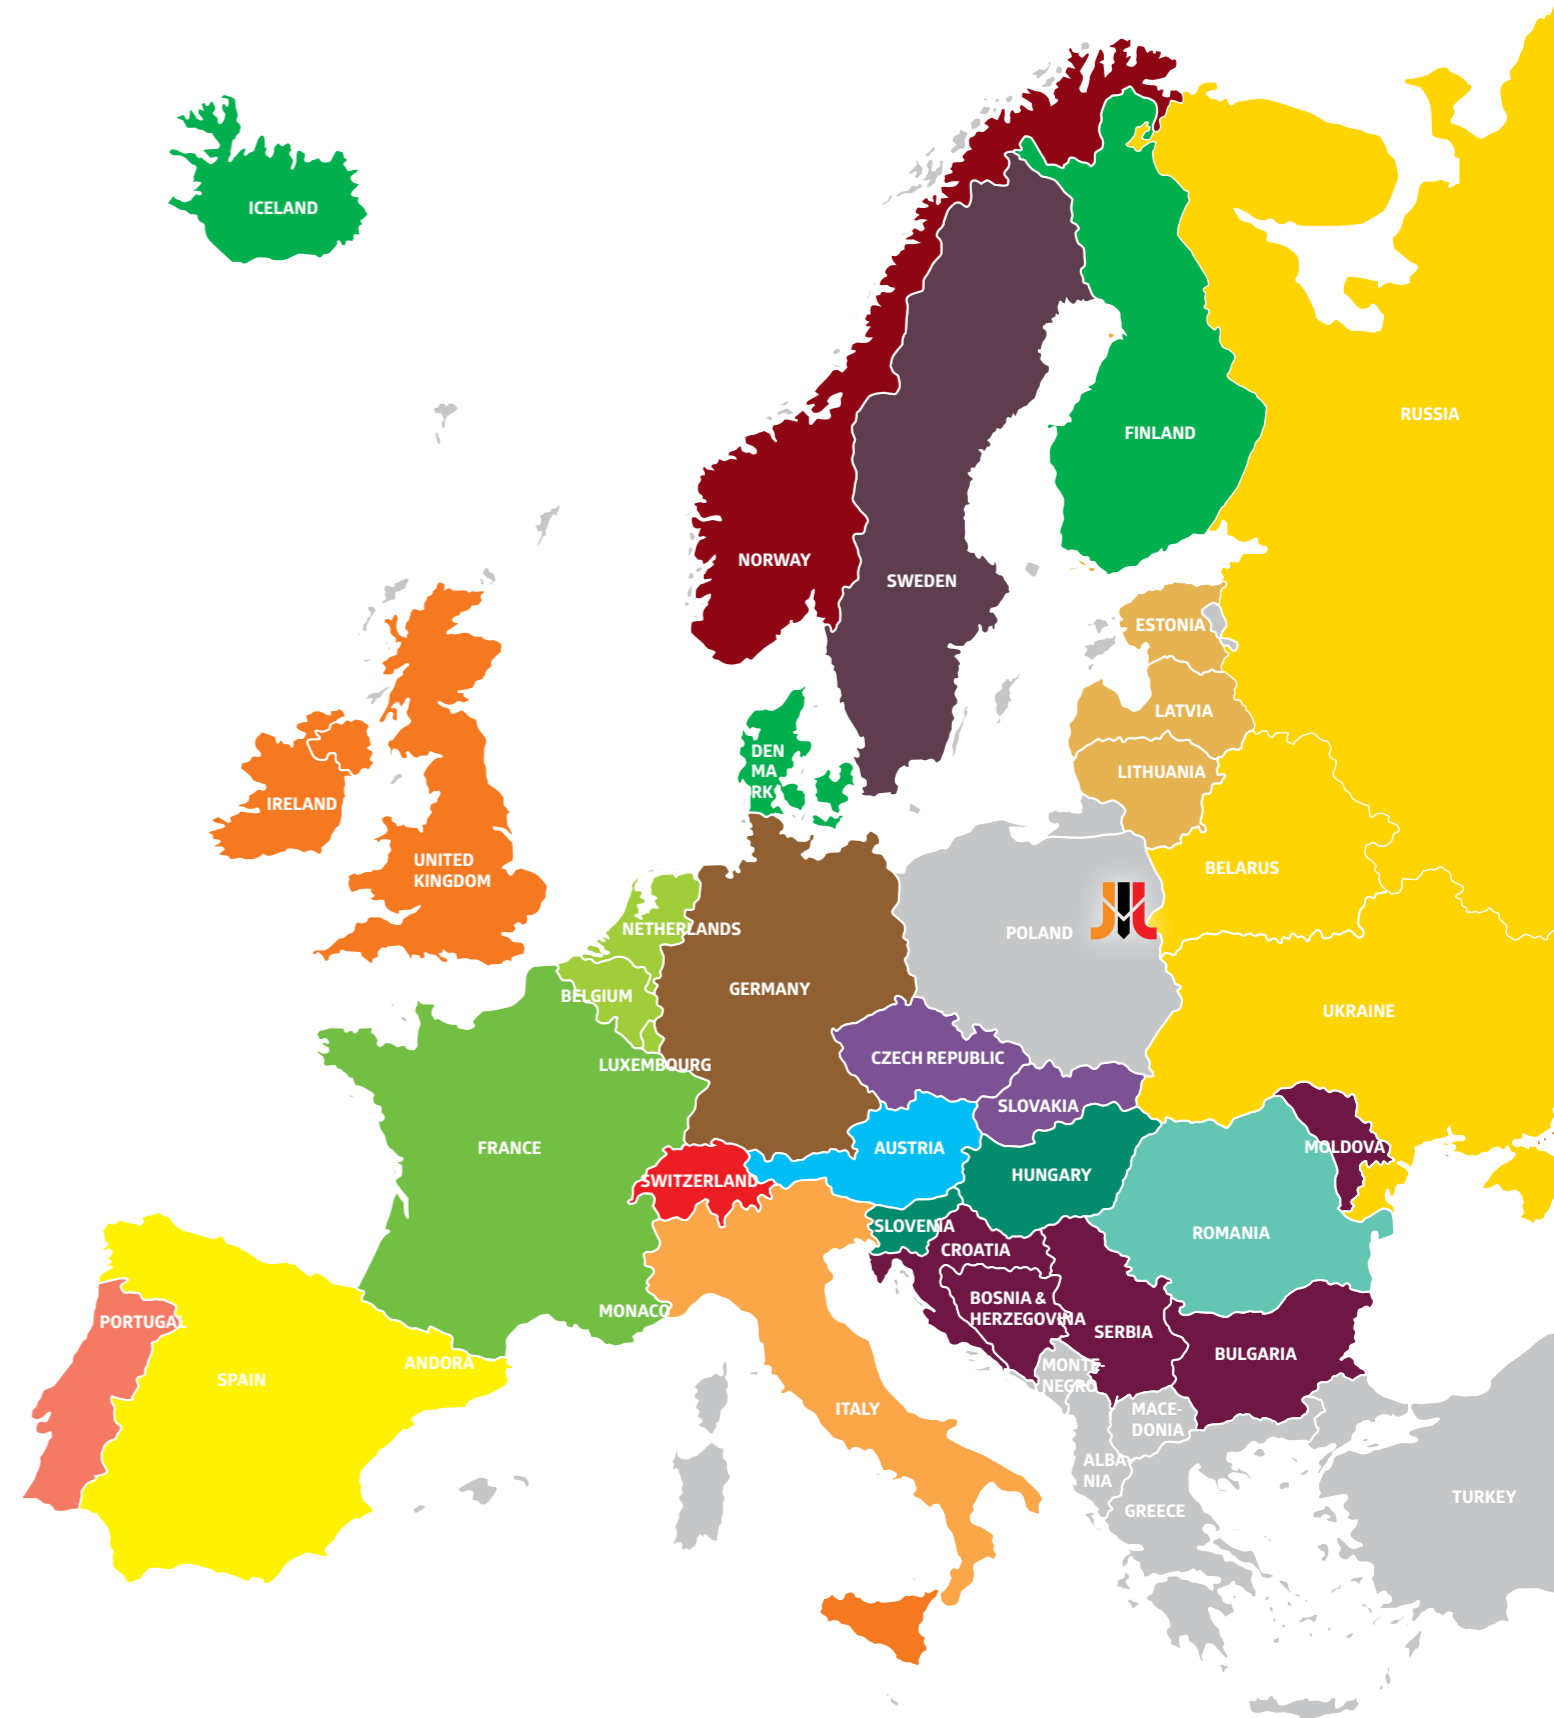 ICELAND
RUSSIA
FINLAND
NORWAY
SWEDEN
ESTONIA
LATVIA
DEN
MA
RK
LITHUANIA
IRELAND
UNITED
KINGDOM
BELARUS
NETHERLANDS
POLAND
GERMANY
BELGIUM
UKRAINE
CZECH REPUBLIC
LUXEMBOURG
SLOVAKIA
FRANCE
AUSTRIA
MOLDOVA
HUNGARY
SWITZERLAND
SLOVENIA
ROMANIA
CROATIA
BOSNIA &
HERZEGOVINA
MONACO
PORTUGAL
SERBIA
BULGARIA
ANDORA
SPAIN
MONTE-
NEGRO
ITALY
MACE-
DONIA
ALBA-
NIA
TURKEY
GREECE